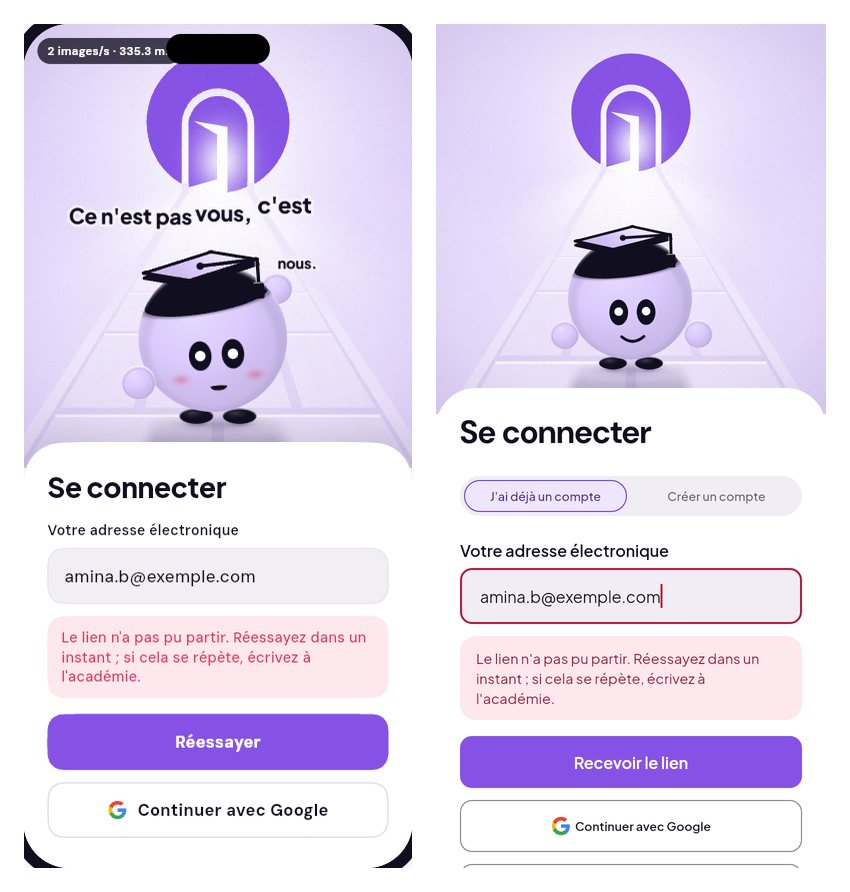 2 images/s · 335.3 m
Ce n'est pas vous, c'est
nous.
Se connecter
Votre adresse électronique
amina.b@exemple.com
Le lien n'a pas pu partir. Réessayez dans un
instant ; si cela se répète, écrivez à
l'académie.
Réessayer
Continuer avec Google
Se connecter
J'ai déjà un compte
Créer un compte
Votre adresse électronique
amina.b@exemple.com
Le lien n'a pas pu partir. Réessayez dans un
instant ; si cela se répète, écrivez à
l'académie.
Recevoir le lien
Continuer avec Google